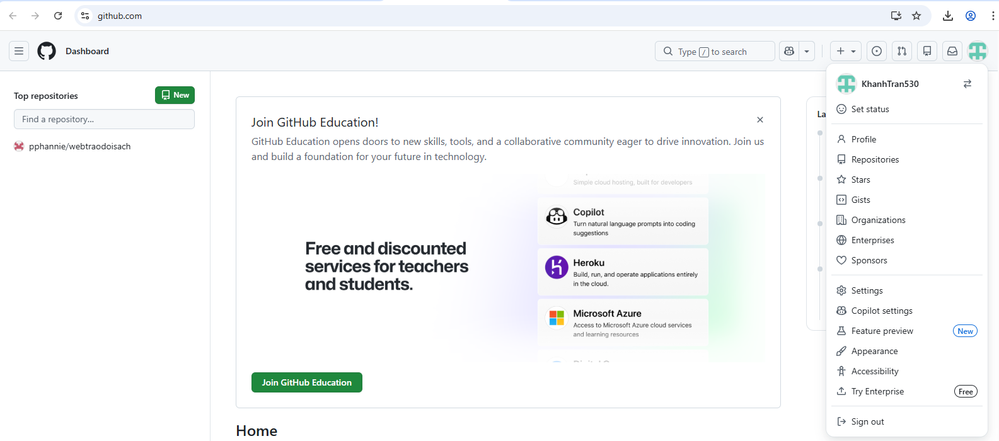 github.com
Dashboard
Type / to search
Top repositories
New
Find a repository...
pphannie/webtraodoisach
Join GitHub Education!
GitHub Education opens doors to new skills, tools, and a collaborative community eager to drive innovation. Join us
and build a foundation for your future in technology.
Free and discounted
services for teachers
and students.
Simple cloud hosting, built for developers
Copilot
Turn natural language prompts into coding
suggestions
Heroku
Build, run, and operate applications entirely
in the cloud.
Microsoft Azure
Access to Microsoft Azure cloud services
and learning resources
Join GitHub Education
Home
La
KhanhTran530
Set status
Profile
Repositories
Stars
Gists
Organizations
Enterprises
Sponsors
Settings
Copilot settings
Feature preview
New
Appearance
Accessibility
Try Enterprise
Free
Sign out